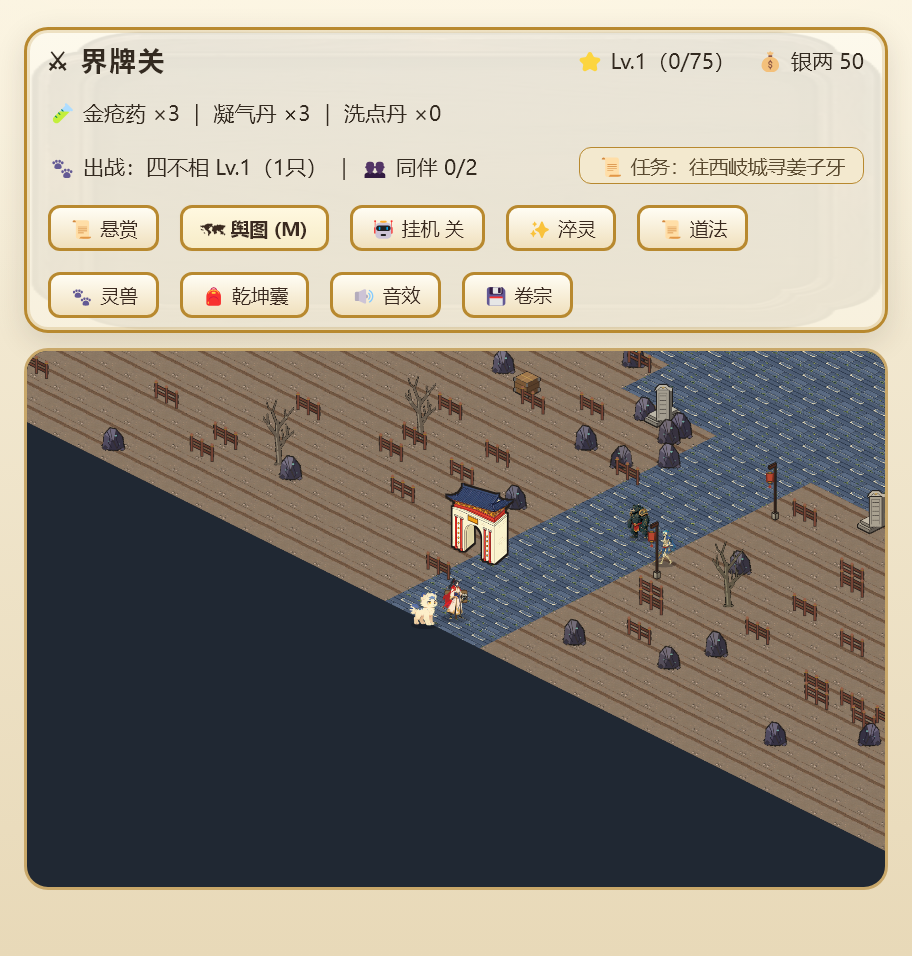 界牌关
Lv.1（0/75） 银两 50
金疮药 ×3 | 凝气丹 ×3 | 洗点丹 ×0
出战：四不相 Lv.1（1只） | 同伴 0/2
任务：往西岐城寻姜子牙
悬赏 舆图 (M) 挂机 关 淬灵 道法
灵兽 乾坤囊 音效 卷宗